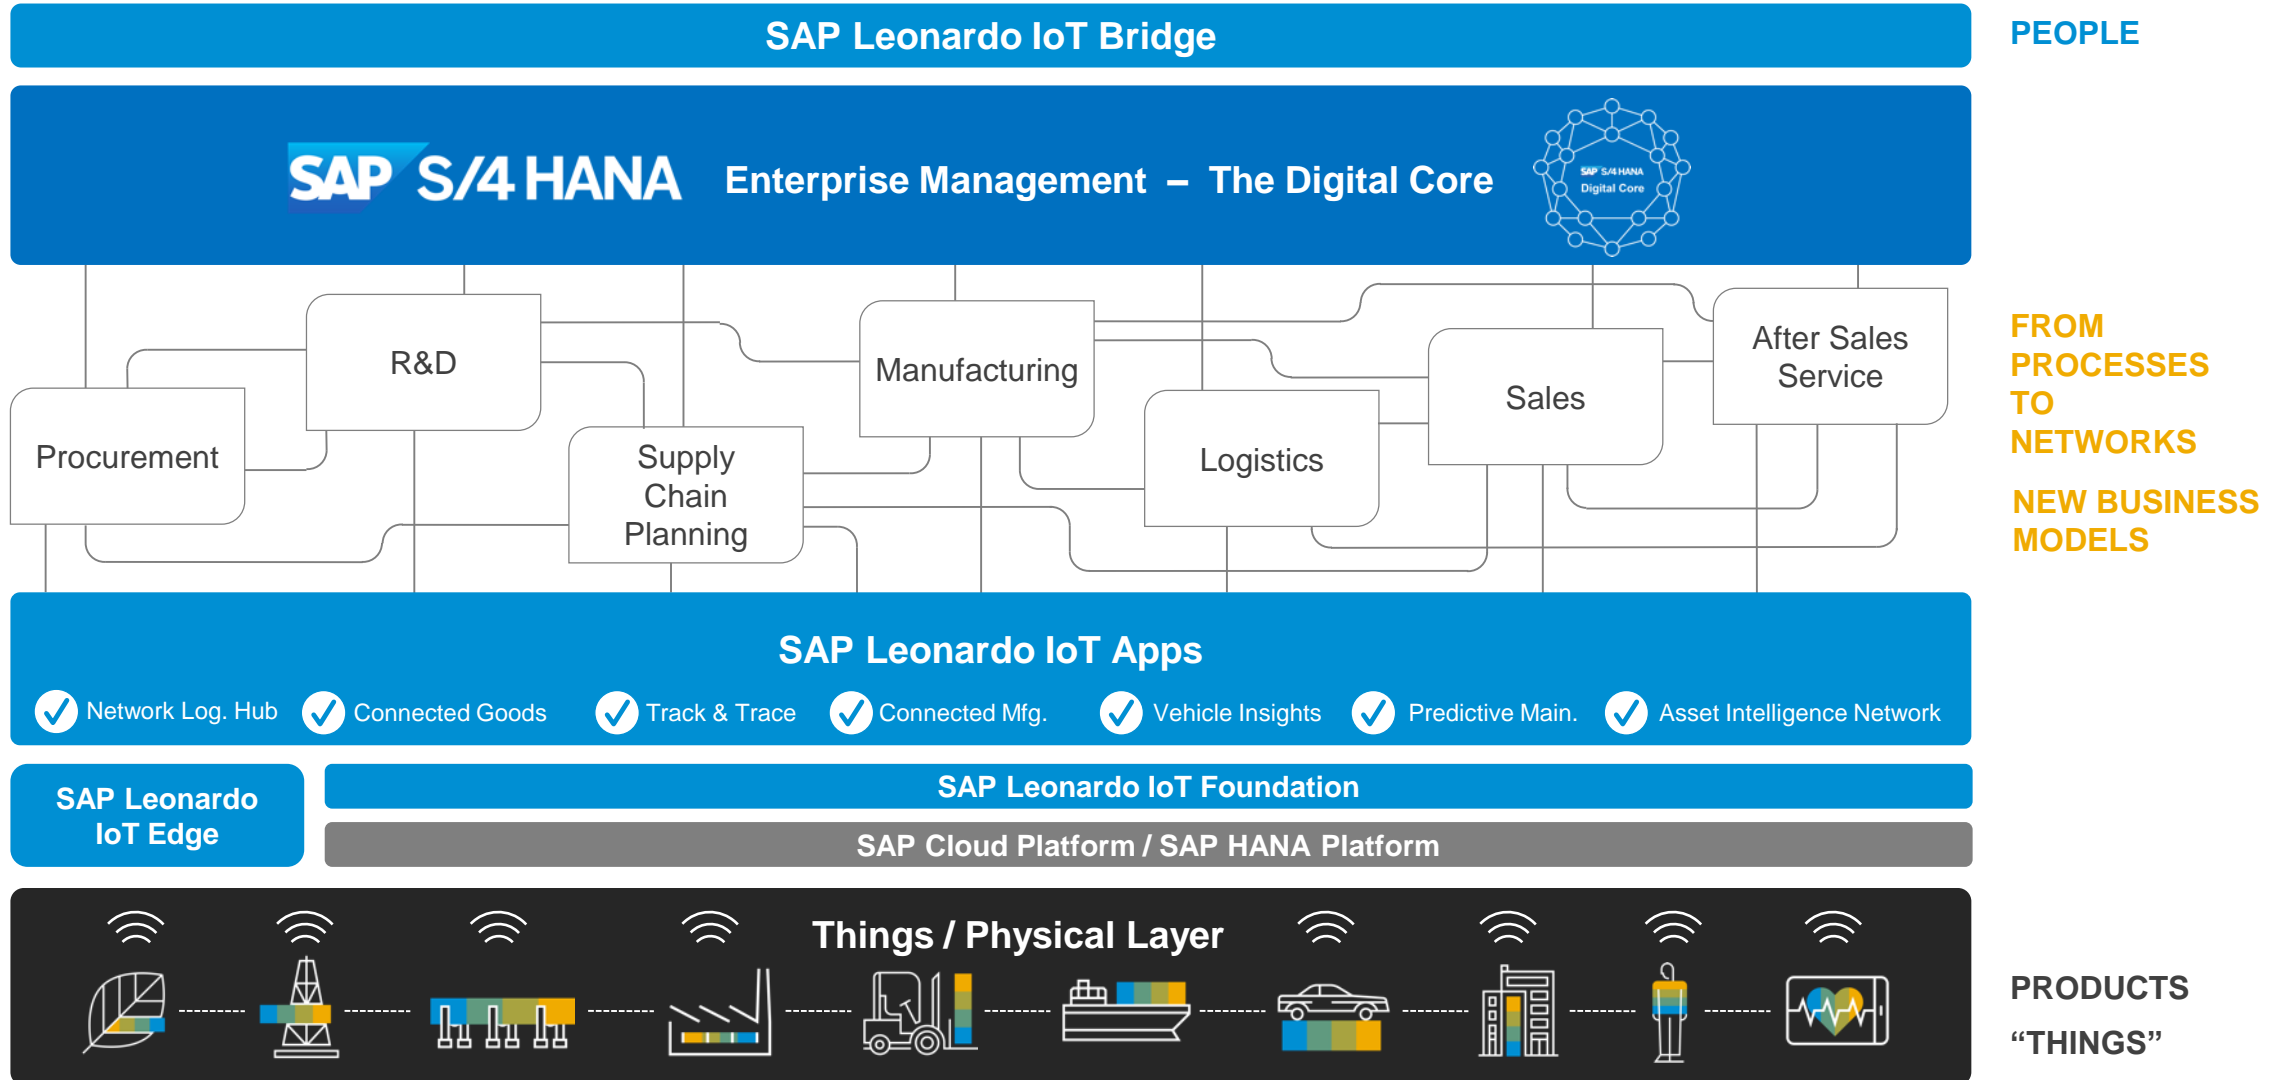 SAP Leonardo IoT Bridge
PEOPLE
SAP S/4 HANA Enterprise Management – The Digital Core
SAP S/4 HANA
Digital Core
R&D
Manufacturing
Sales
After Sales
Service
Procurement
Supply
Chain
Planning
Logistics
FROM
PROCESSES
TO
NETWORKS
NEW BUSINESS
MODELS
SAP Leonardo IoT Apps
Network Log. Hub
Connected Goods
Track & Trace
Connected Mfg.
Vehicle Insights
Predictive Main.
Asset Intelligence Network
SAP Leonardo
IoT Edge
SAP Leonardo IoT Foundation
SAP Cloud Platform / SAP HANA Platform
Things / Physical Layer
PRODUCTS
“THINGS”